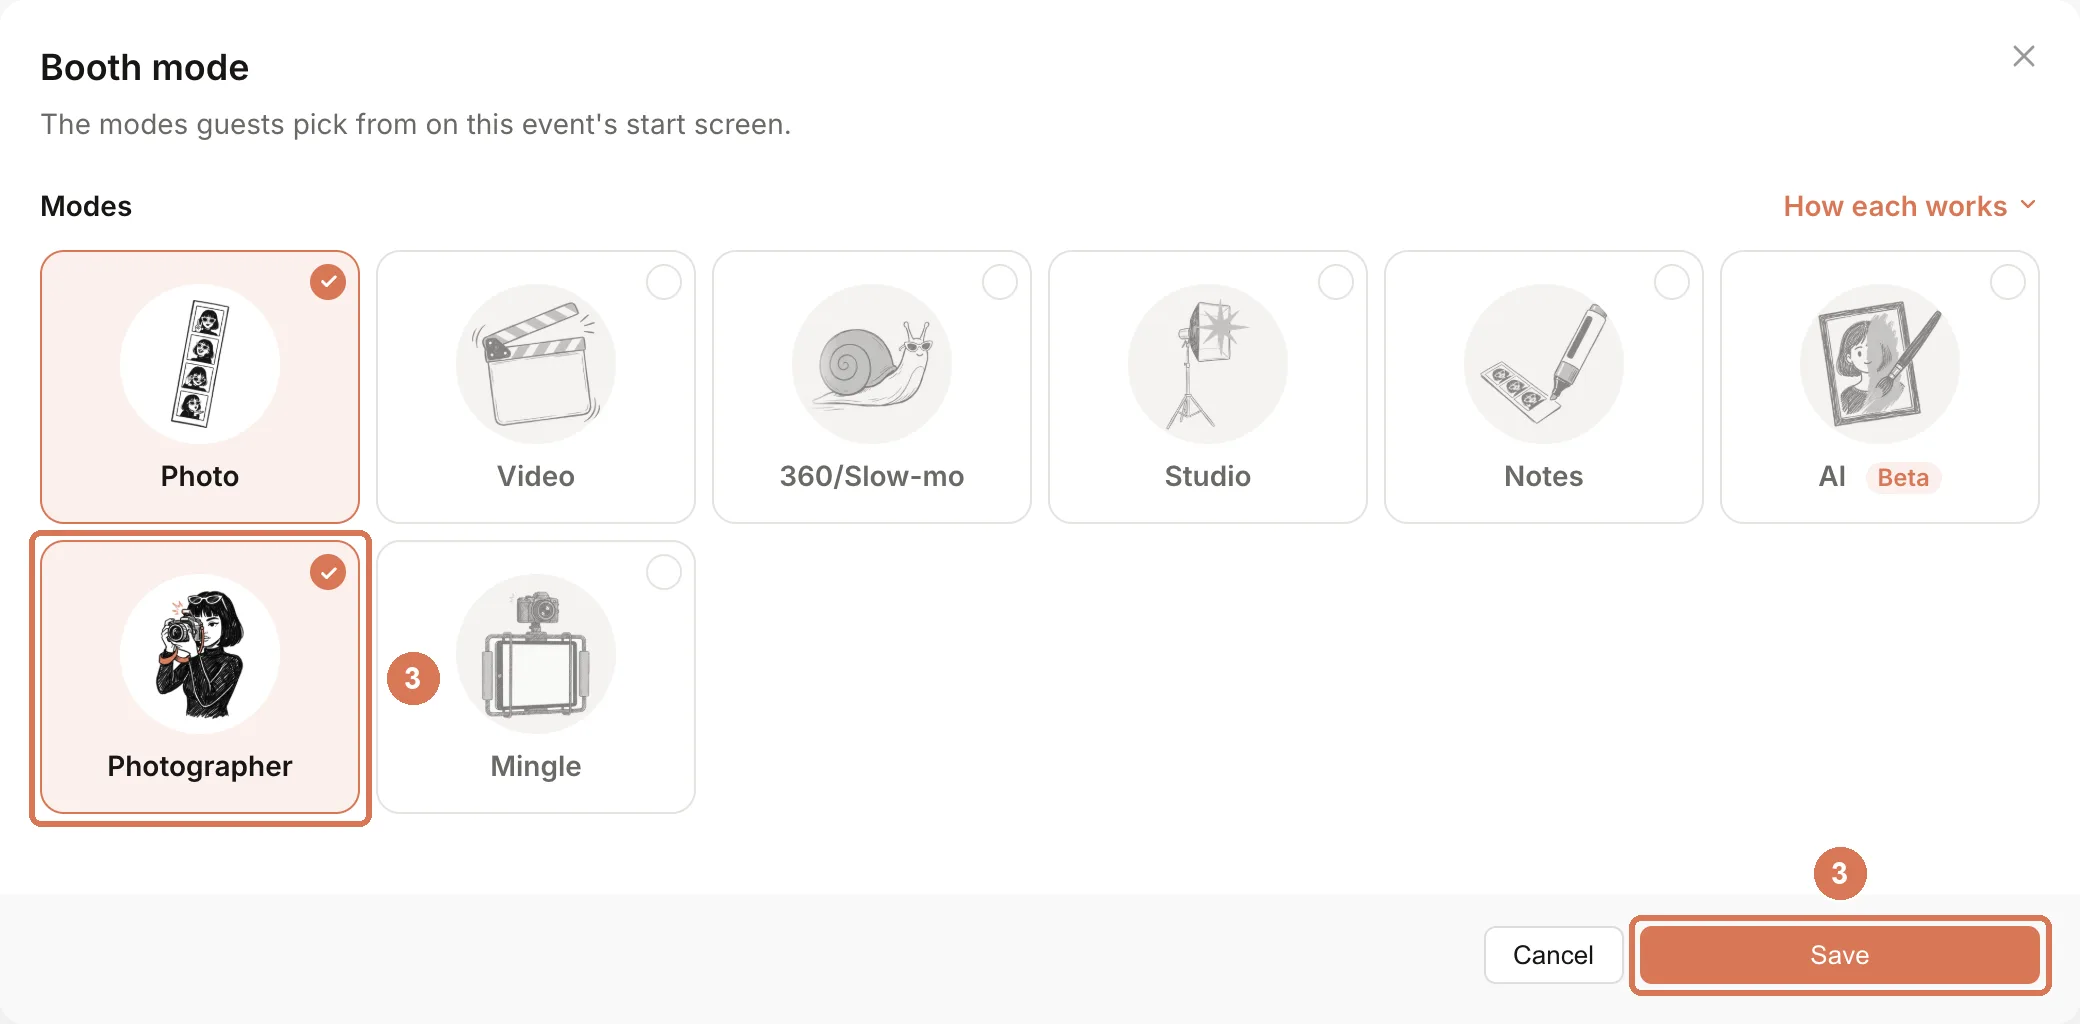 Booth mode
The modes guests pick from on this event's start screen.
Modes
How each works
Photo
Video
360/Slow-mo
Studio
Notes
AI Beta
Photographer
3
Mingle
3
Cancel
Save